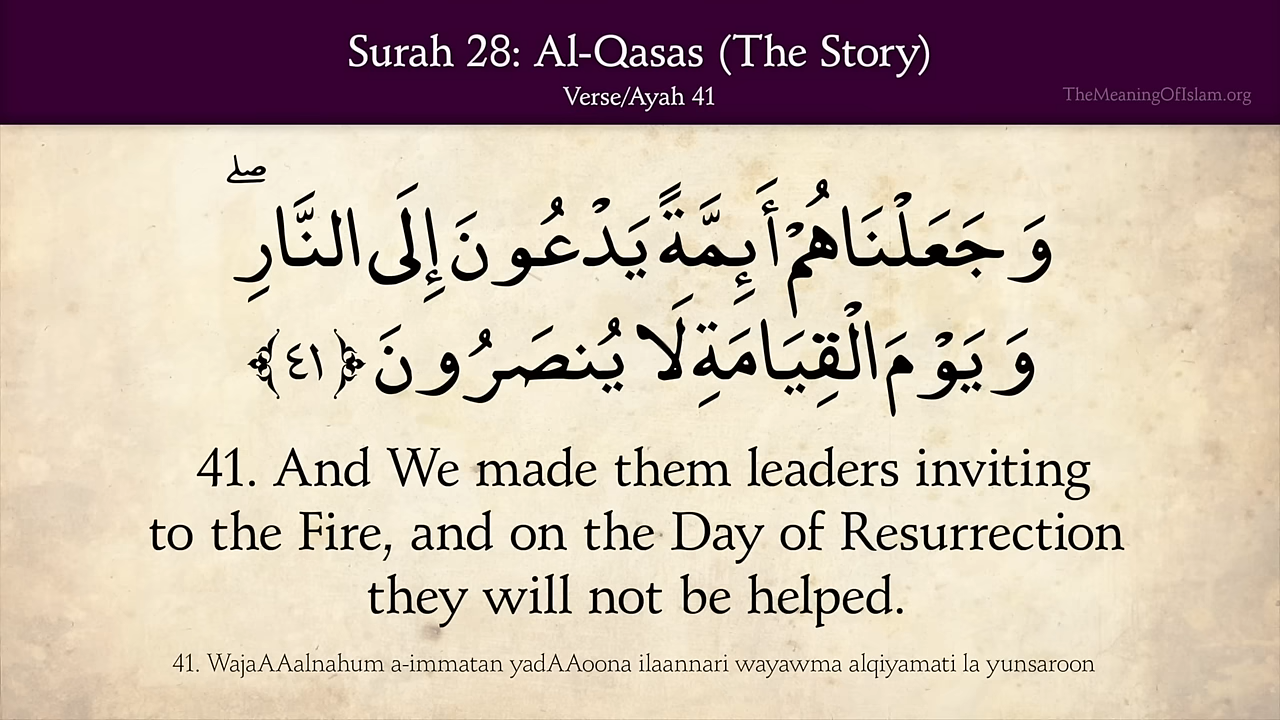 Surah 28: Al-Qasas (The Story)
Verse/Ayah 41
TheMeaningOfIslam.org
وَجَعَلْنَاهُمْ أَئِمَّةً يَدْعُونَ إِلَى النَّارِ ۖ
وَيَوْمَ الْقِيَامَةِ لَا يُنصَرُونَ ﴿٤١﴾
41. And We made them leaders inviting
to the Fire, and on the Day of Resurrection
they will not be helped.
41. WajaAAalnahum a-immatan yadAAoona ilaannari wayawma alqiyamati la yunsaroon